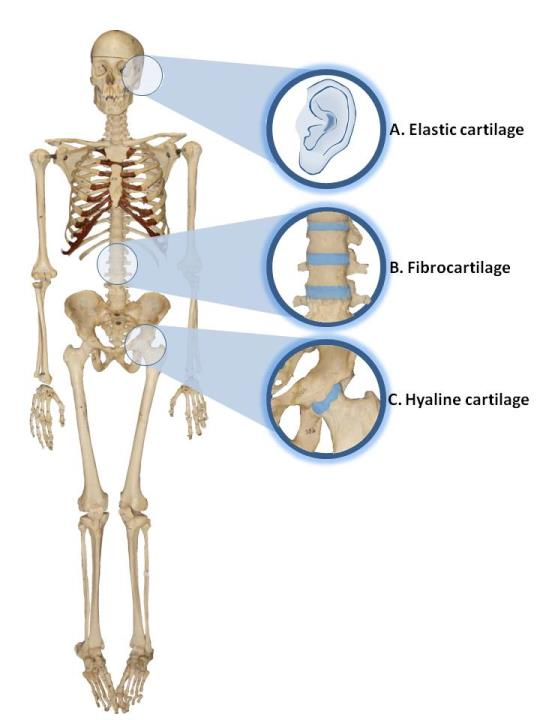 A. Elastic cartilage
B. Fibrocartilage
C. Hyaline cartilage